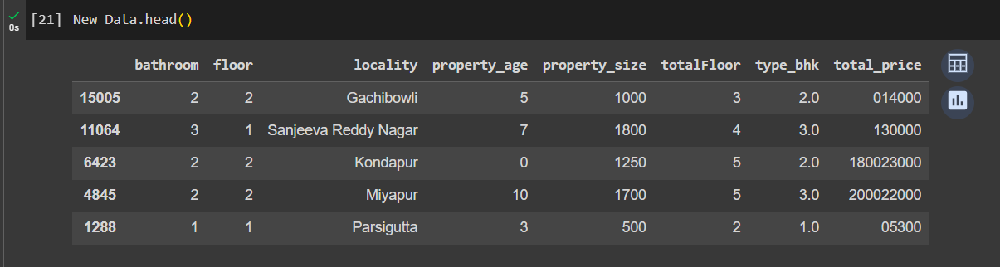 [21] New_Data.head()
0s
bathroom floor locality property_age property_size totalFloor type_bhk total_price
15005 2 2 Gachibowli 5 1000 3 2.0 014000
11064 3 1 Sanjeeva Reddy Nagar 7 1800 4 3.0 130000
6423 2 2 Kondapur 0 1250 5 2.0 180023000
4845 2 2 Miyapur 10 1700 5 3.0 200022000
1288 1 1 Parsigutta 3 500 2 1.0 05300